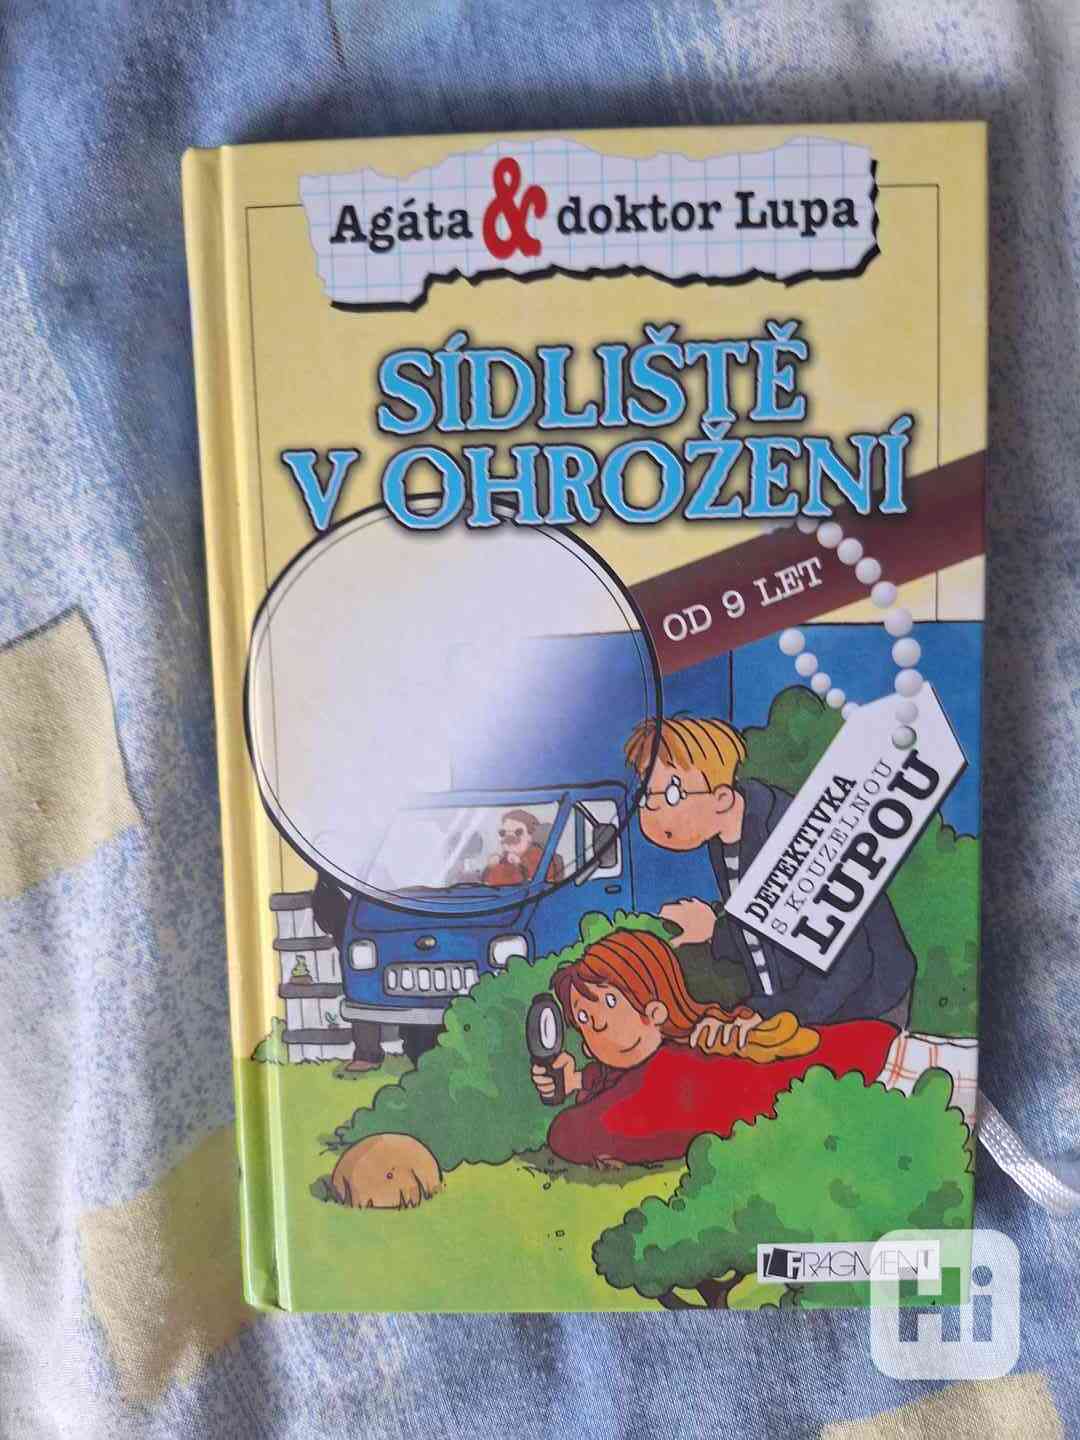 Agáta & doktor Lupa
SÍDLIŠTĚ
V OHROŽENÍ
OD 9 LET
DETEKTIVKA
S KOUZELNOU
LUPOU
FRAGMENT
Hi